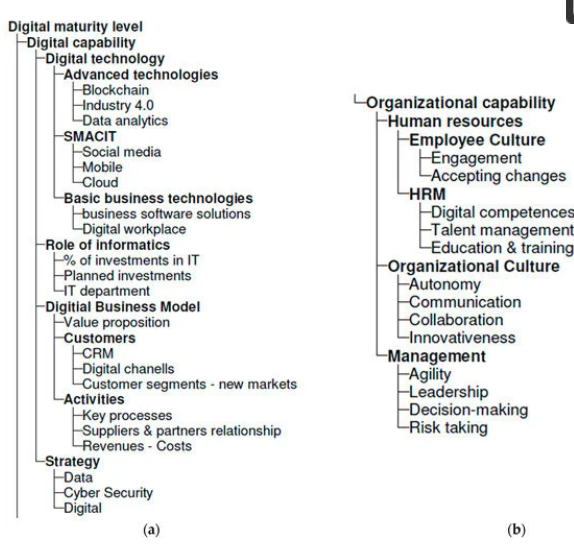 Digital maturity level
Digital capability
Digital technology
Advanced technologies
Blockchain
Industry 4.0
Data analytics
SMACIT
Social media
Mobile
Cloud
Basic business technologies
business software solutions
Digital workplace
Role of informatics
% of investments in IT
Planned investments
IT department
Digitial Business Model
Value proposition
Customers
CRM
Digital chanells
Customer segments - new markets
Activities
Key processes
Suppliers & partners relationship
Revenues - Costs
Strategy
Data
Cyber Security
Digital
(a)
Organizational capability
Human resources
Employee Culture
Engagement
Accepting changes
HRM
Digital competences
Talent management
Education & training
Organizational Culture
Autonomy
Communication
Collaboration
Innovativeness
Management
Agility
Leadership
Decision-making
Risk taking
(b)